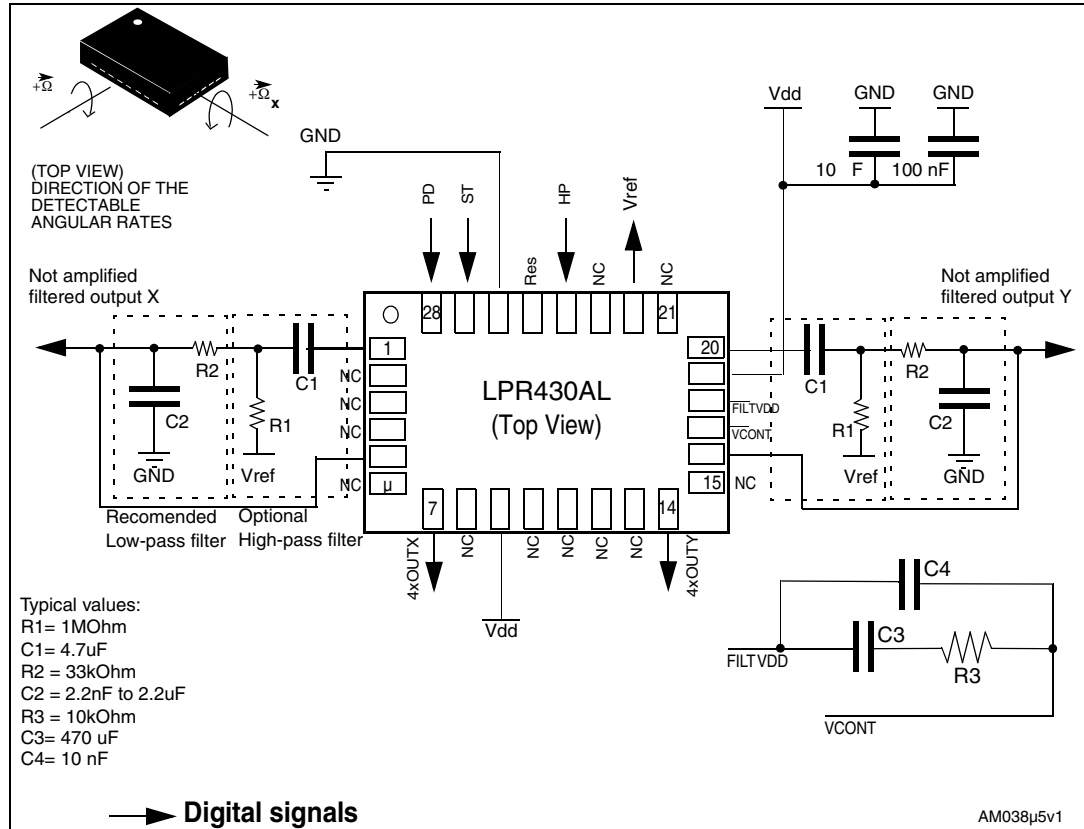 +Ω
+Ωx
(TOP VIEW)
DIRECTION OF THE
DETECTABLE
ANGULAR RATES
GND
PD
ST
Res
HP
NC
Vref
NC
Vdd
GND
GND
10 F
100 nF
Not amplified
filtered output X
Not amplified
filtered output Y
28
21
1
20
R2
C1
C2
R1
GND
Vref
NC
NC
NC
NC
µ
LPR430AL
(Top View)
FILTVDD
VCONT
15
NC
C1
R2
R1
C2
Vref
GND
Recomended
Low-pass filter
Optional
High-pass filter
7
14
4xOUTX
NC
NC
NC
NC
NC
4xOUTY
Vdd
C4
C3
R3
FILTVDD
VCONT
Typical values:
R1= 1MOhm
C1= 4.7uF
R2 = 33kOhm
C2 = 2.2nF to 2.2uF
R3 = 10kOhm
C3= 470 uF
C4= 10 nF
Digital signals
AM038µ5v1